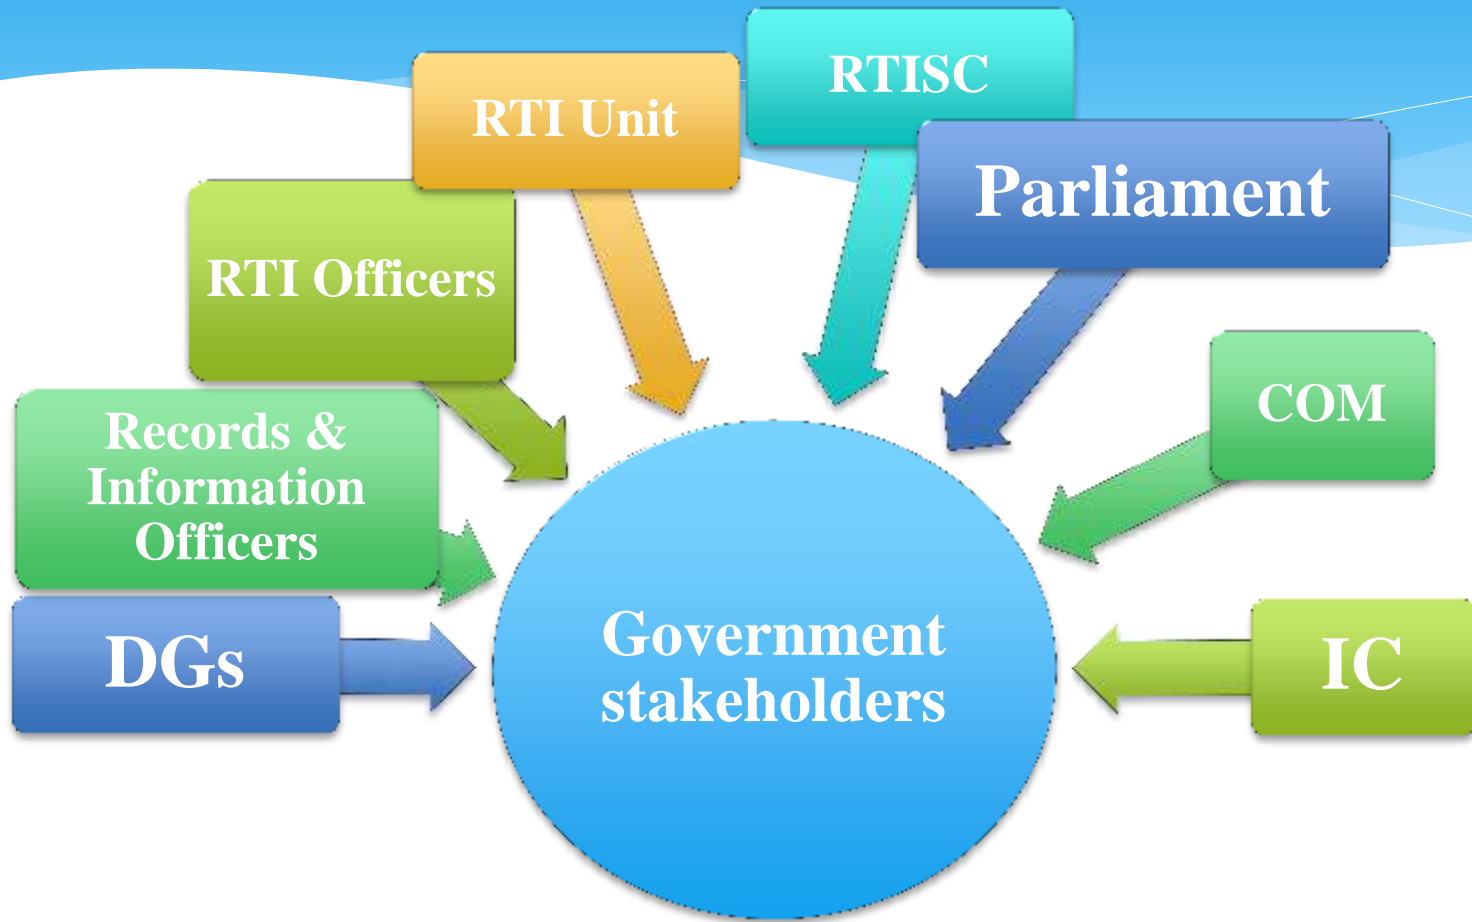 RTISC
RTI Unit
Parliament
RTI Officers
COM
Records &
Information
Officers
DGs
Government
stakeholders
IC